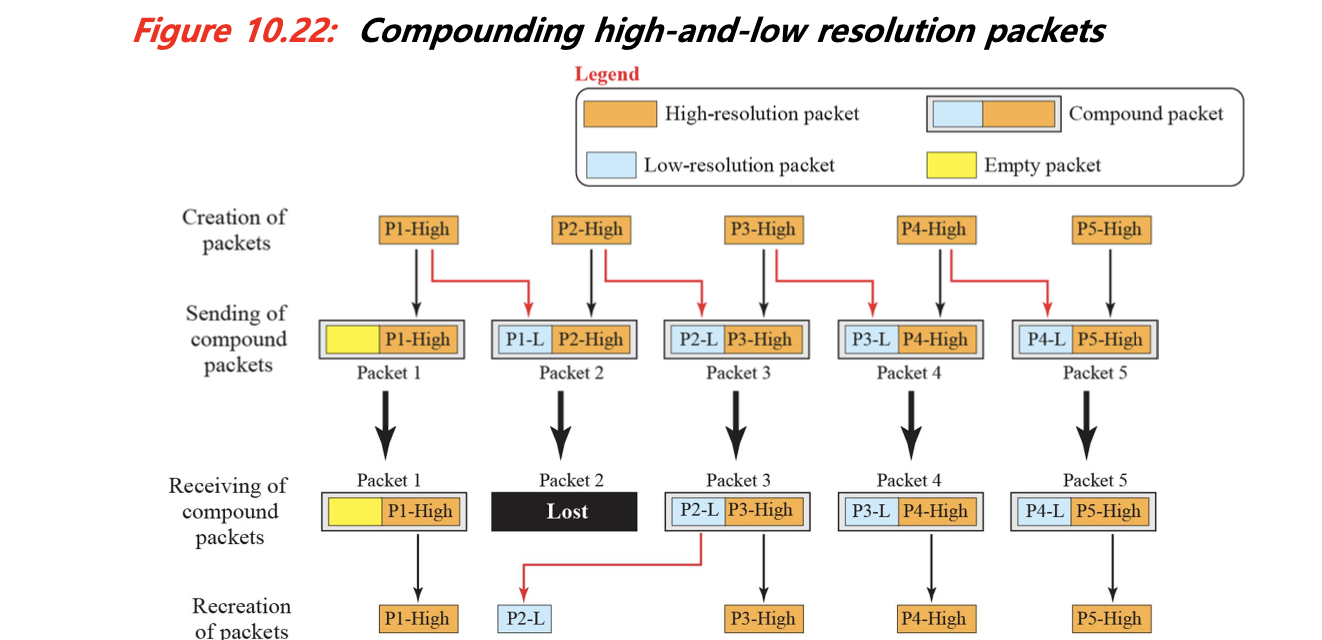 Figure 10.22: Compounding high-and-low resolution packets
Legend
High-resolution packet
Compound packet
Low-resolution packet
Empty packet
Creation of
packets
P1-High P2-High P3-High P4-High P5-High
Sending of
compound
packets
P1-High P1-L P2-High P2-L P3-High P3-L P4-High P4-L P5-High
Packet 1 Packet 2 Packet 3 Packet 4 Packet 5
Receiving of
compound
packets
Packet 1 Packet 2 Packet 3 Packet 4 Packet 5
P1-High Lost P2-L P3-High P3-L P4-High P4-L P5-High
Recreation
of packets
P1-High P2-L P3-High P4-High P5-High